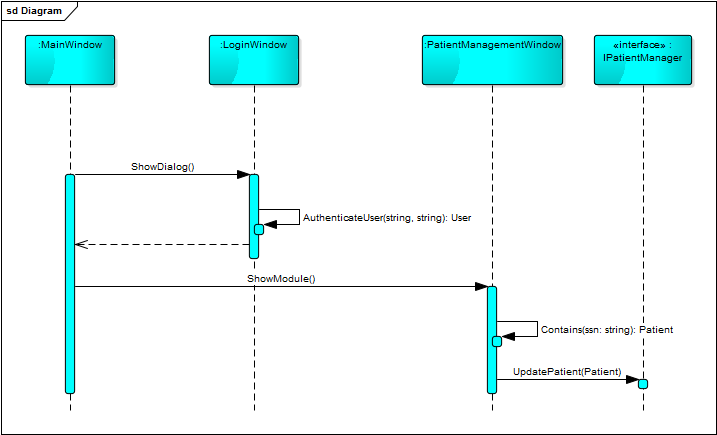 sd Diagram
:MainWindow
:LoginWindow
:PatientManagementWindow
«interface» :
IPatientManager
ShowDialog()
AuthenticateUser(string, string): User
ShowModule()
Contains(ssn: string): Patient
UpdatePatient(Patient)